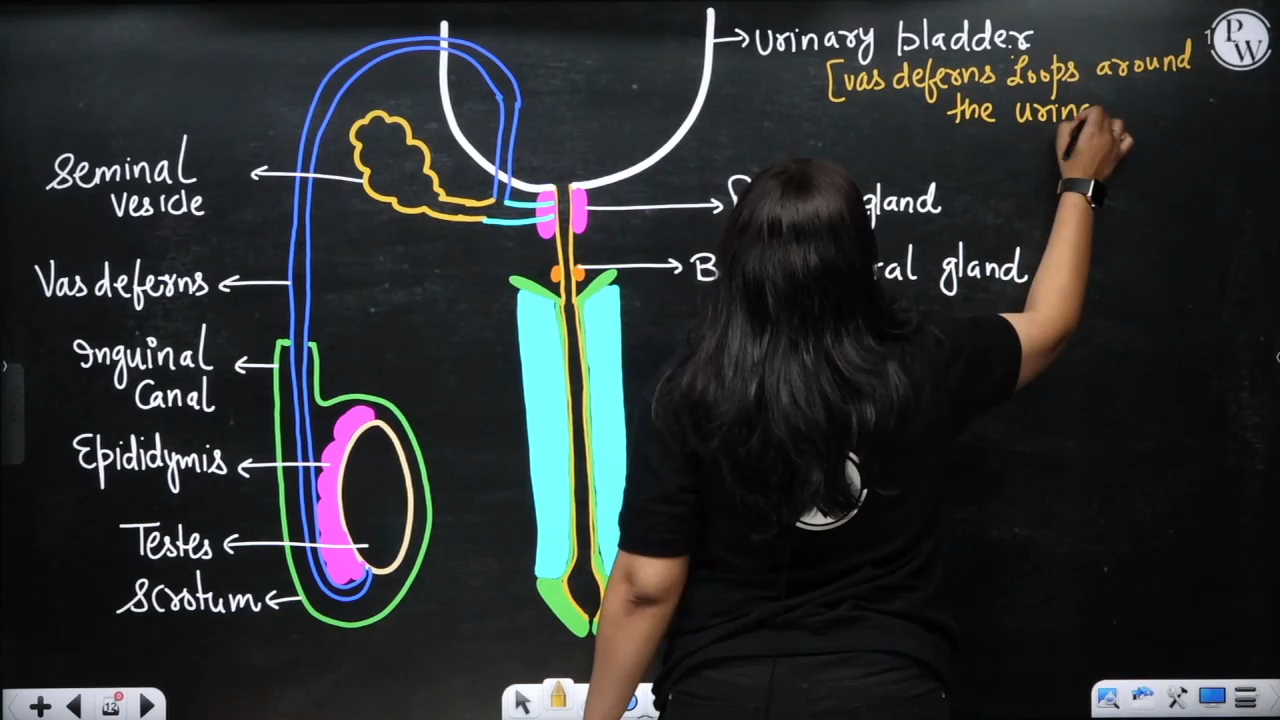 Urinary bladder
[vas deferns Loops around
the urin
Seminal
vesicle
gland
Vas deferns
gland
Inguinal
Canal
Epididymis
Testes
Scrotum
PW
12